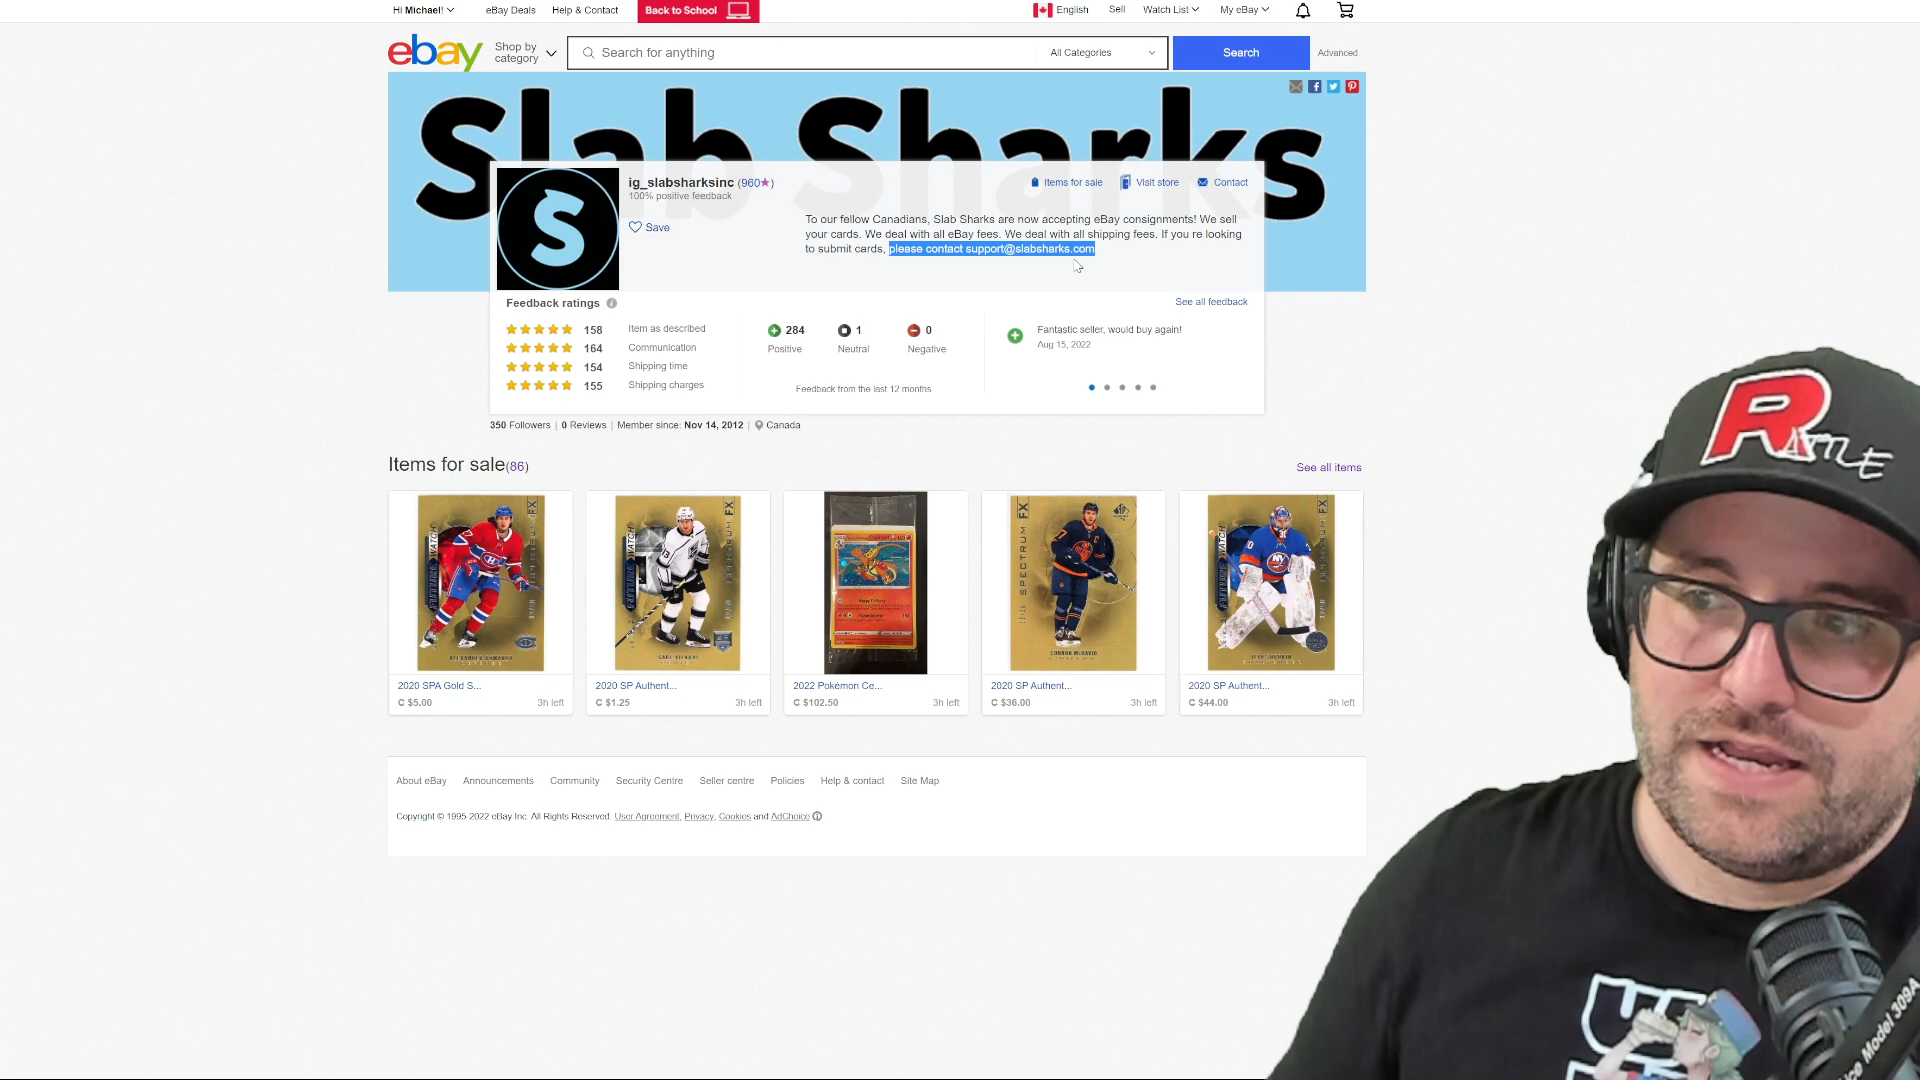 Hi Michael!
eBay Deals
Help & Contact
Back to School
English
Sell
Watch List
My eBay
ebay
Shop by category
Search for anything
All Categories
Search
Advanced
Slab Sharks
ig_slabsharksinc (960)
100% positive feedback
Save
Items for sale
Visit store
Contact
To our fellow Canadians, Slab Sharks are now accepting eBay consignments! We sell
your cards. We deal with all eBay fees. We deal with all shipping fees. If you re looking
to submit cards, please contact support@slabsharks.com
Feedback ratings
See all feedback
158 Item as described
164 Communication
154 Shipping time
155 Shipping charges
284 Positive
1 Neutral
0 Negative
Feedback from the last 12 months
Fantastic seller, would buy again!
Aug 15, 2022
350 Followers | 0 Reviews | Member since: Nov 14, 2012 | Canada
Items for sale(86)
See all items
SPECTRUM FX
CONNOR MCDAVID
2020 SPA Gold S...
C $5.00
3h left
2020 SP Authent...
C $1.25
3h left
2022 Pokémon Ce...
C $102.50
3h left
2020 SP Authent...
C $36.00
3h left
2020 SP Authent...
C $44.00
3h left
About eBay
Announcements
Community
Security Centre
Seller centre
Policies
Help & contact
Site Map
Copyright © 1995-2022 eBay Inc. All Rights Reserved. User Agreement, Privacy, Cookies and AdChoice
RATTLE